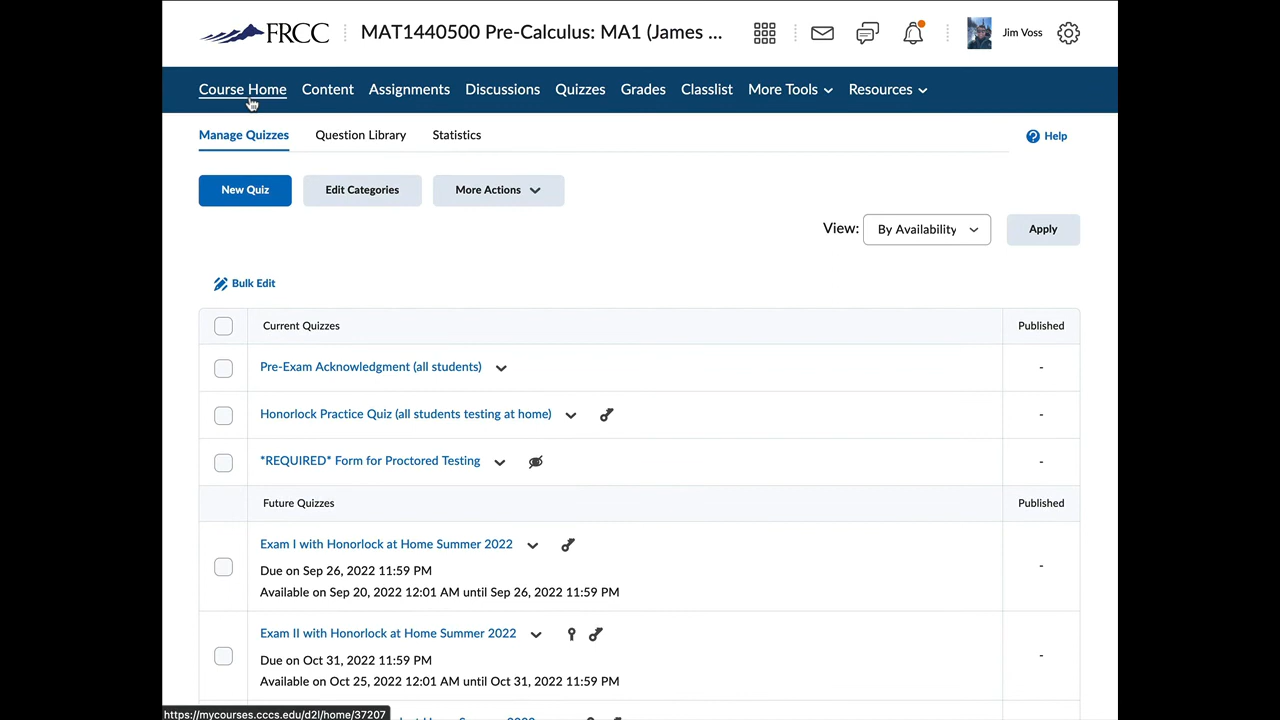 FRCC MAT1440500 Pre-Calculus: MA1 (James ... Jim Voss
Course Home Content Assignments Discussions Quizzes Grades Classlist More Tools Resources
Manage Quizzes Question Library Statistics Help
New Quiz Edit Categories More Actions
View: By Availability Apply
Bulk Edit
Current Quizzes Published
Pre-Exam Acknowledgment (all students) -
Honorlock Practice Quiz (all students testing at home) -
*REQUIRED* Form for Proctored Testing -
Future Quizzes Published
Exam I with Honorlock at Home Summer 2022
Due on Sep 26, 2022 11:59 PM -
Available on Sep 20, 2022 12:01 AM until Sep 26, 2022 11:59 PM
Exam II with Honorlock at Home Summer 2022
Due on Oct 31, 2022 11:59 PM -
Available on Oct 25, 2022 12:01 AM until Oct 31, 2022 11:59 PM
https://mycourses.cccs.edu/d2l/home/37207